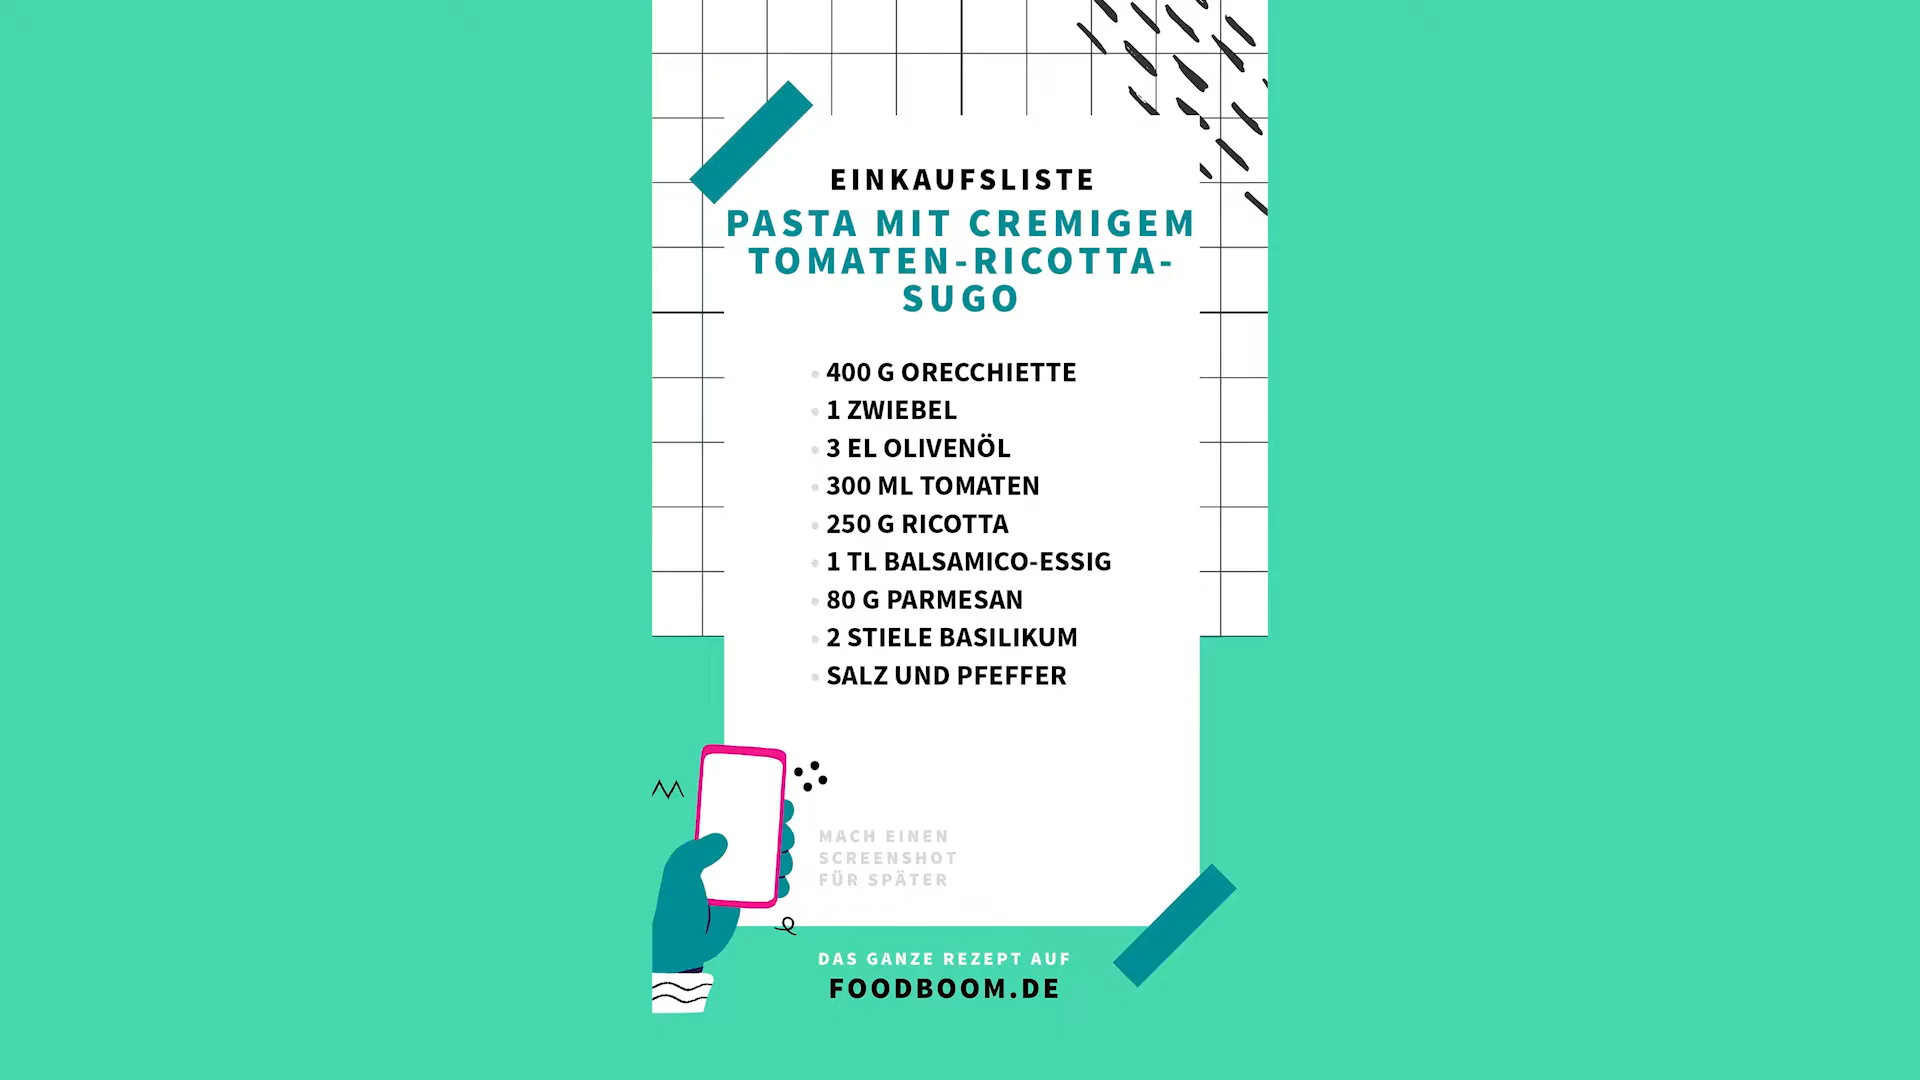 EINKAUFSLISTE
PASTA MIT CREMIGEM
TOMATEN-RICOTTA-
SUGO
• 400 G ORECCHIETTE
• 1 ZWIEBEL
• 3 EL OLIVENÖL
• 300 ML TOMATEN
• 250 G RICOTTA
• 1 TL BALSAMICO-ESSIG
• 80 G PARMESAN
• 2 STIELE BASILIKUM
• SALZ UND PFEFFER
MACH EINEN
SCREENSHOT
FÜR SPÄTER
DAS GANZE REZEPT AUF
FOODBOOM.DE